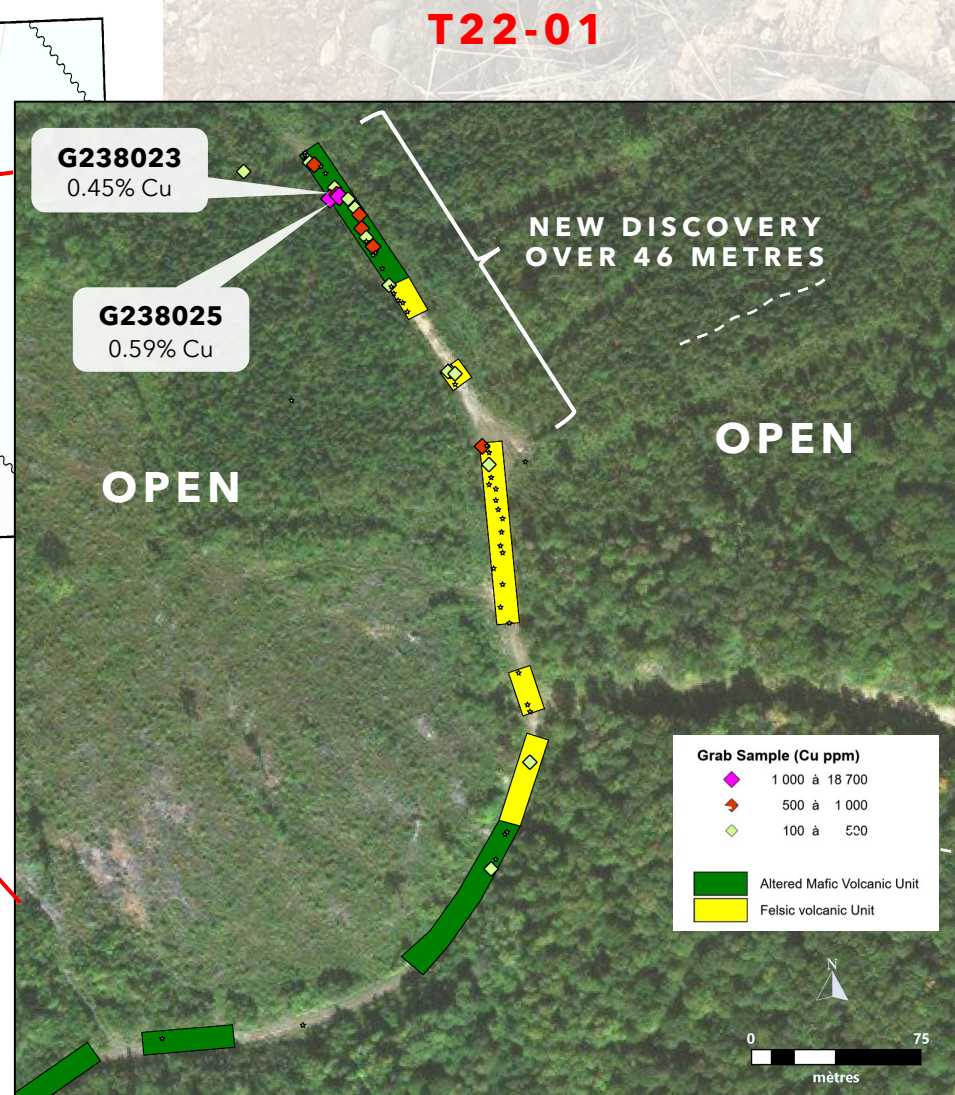 T22-01
G238023
0.45% Cu
G238025
0.59% Cu
NEW DISCOVERY
OVER 46 METRES
OPEN
OPEN
Grab Sample (Cu ppm)
1 000 à 18 700
500 à 1 000
100 à 500
Altered Mafic Volcanic Unit
Felsic volcanic Unit
N
0 75
mètres